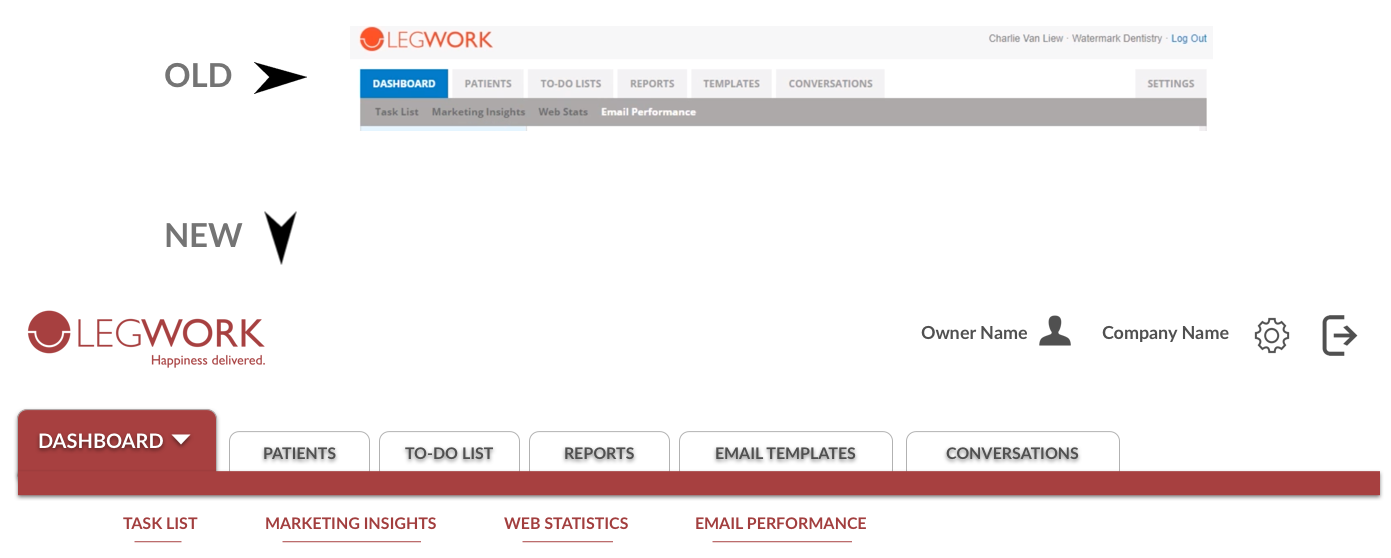 OLD
LEGWORK
Charlie Van Liew · Watermark Dentistry · Log Out
DASHBOARD PATIENTS TO-DO LISTS REPORTS TEMPLATES CONVERSATIONS SETTINGS
Task List Marketing Insights Web Stats Email Performance
NEW
LEGWORK
Happiness delivered.
Owner Name Company Name
DASHBOARD PATIENTS TO-DO LIST REPORTS EMAIL TEMPLATES CONVERSATIONS
TASK LIST MARKETING INSIGHTS WEB STATISTICS EMAIL PERFORMANCE